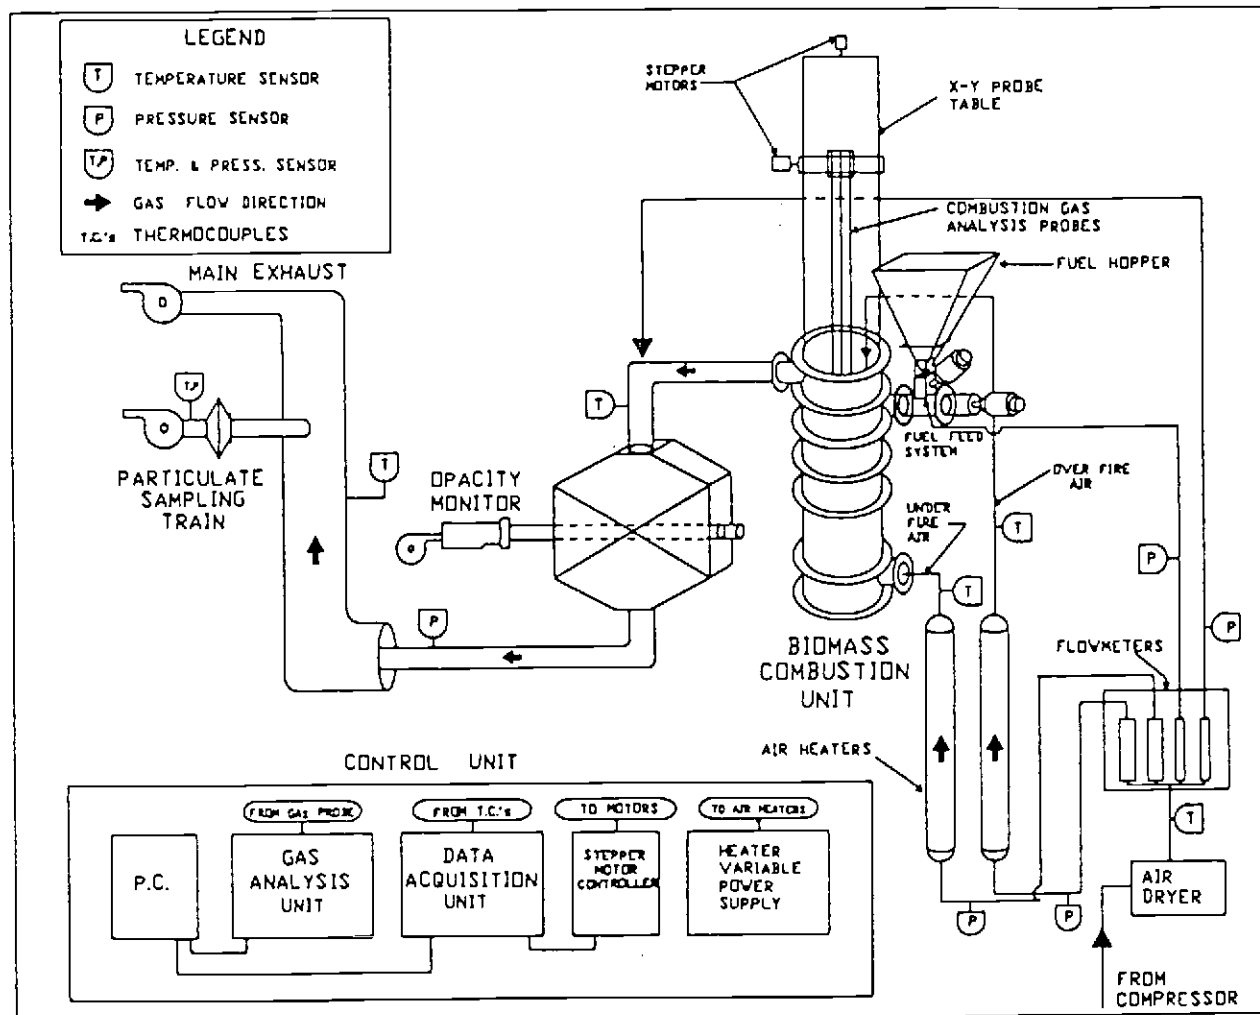 LEGEND
T TEMPERATURE SENSOR
P PRESSURE SENSOR
T,P TEMP. & PRESS. SENSOR
GAS FLOW DIRECTION
T.C.'s THERMOCOUPLES
MAIN EXHAUST
T,P
PARTICULATE
SAMPLING
TRAIN
T
OPACITY
MONITOR
P
T
STEPPER
MOTORS
X-Y PROBE
TABLE
COMBUSTION GAS
ANALYSIS PROBES
FUEL HOPPER
FUEL FEED
SYSTEM
OVER FIRE
AIR
UNDER
FIRE
AIR
T
T
P
P
BIOMASS
COMBUSTION
UNIT
FLOWMETERS
AIR HEATERS
T
P
P
AIR
DRYER
FROM
COMPRESSOR
CONTROL UNIT
FROM GAS PROBE
FROM T.C.'s
TO MOTORS
TO AIR HEATERS
P.C.
GAS
ANALYSIS
UNIT
DATA
ACQUISITION
UNIT
STEPPER
MOTOR
CONTROLLER
HEATER
VARIABLE
POWER
SUPPLY